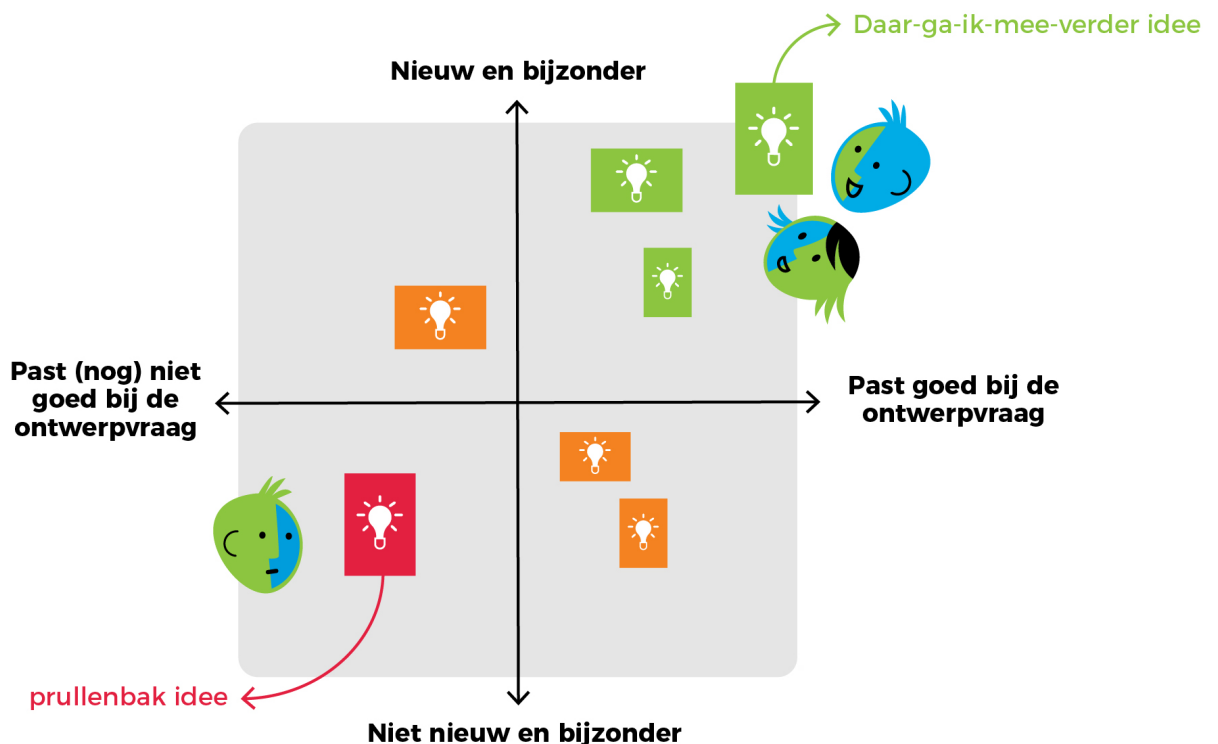 Daar-ga-ik-mee-verder idee
Nieuw en bijzonder
Past (nog) niet
goed bij de
ontwerpvraag
Past goed bij de
ontwerpvraag
prullenbak idee
Niet nieuw en bijzonder